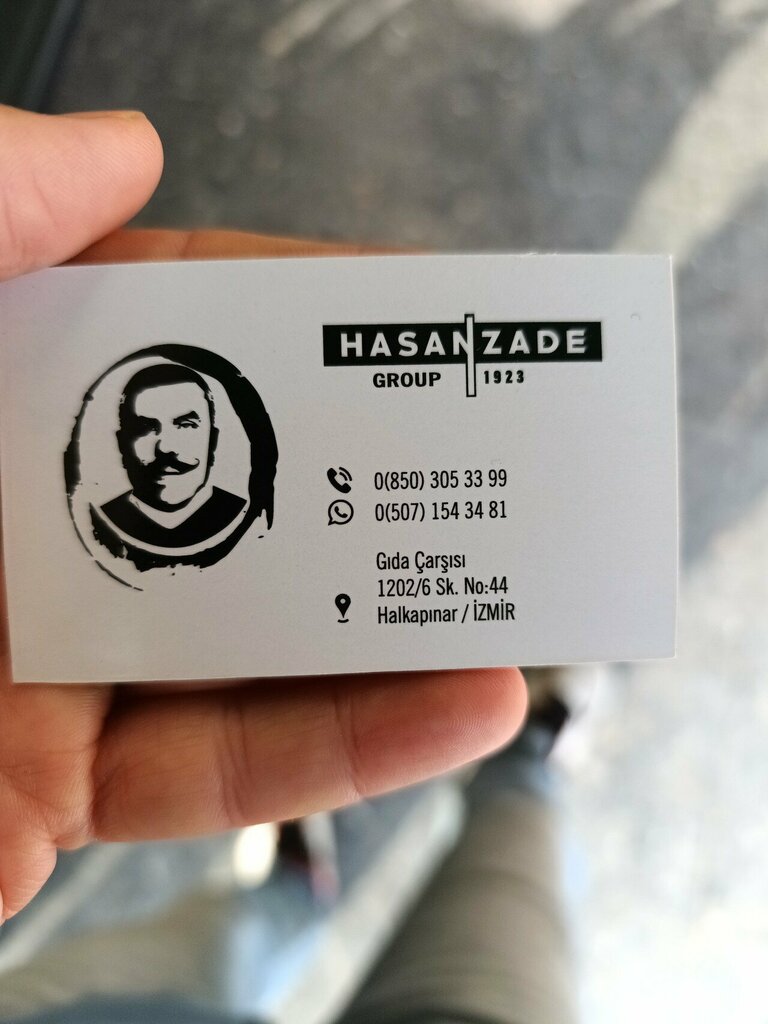 HASANZADE
GROUP 1923
0(850) 305 33 99
0(507) 154 34 81
Gıda Çarşısı
1202/6 Sk. No:44
Halkapınar / İZMİR